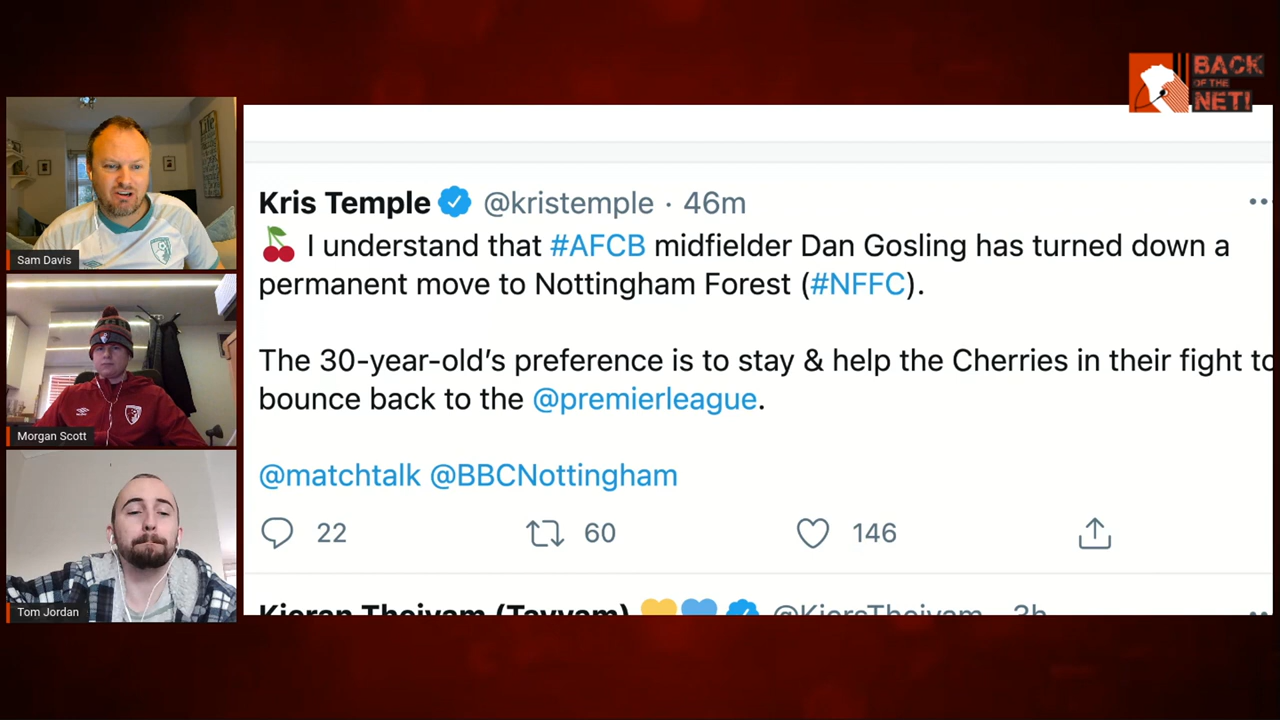 BACK
OF THE
NET!
Life
Sam Davis
Morgan Scott
Tom Jordan
Kris Temple @kristemple · 46m
I understand that #AFCB midfielder Dan Gosling has turned down a
permanent move to Nottingham Forest (#NFFC).
The 30-year-old’s preference is to stay & help the Cherries in their fight to
bounce back to the @premierleague.
@matchtalk @BBCNottingham
22 60 146
Kieran Theivam (Tayvam) @KieranTheivam · 3h